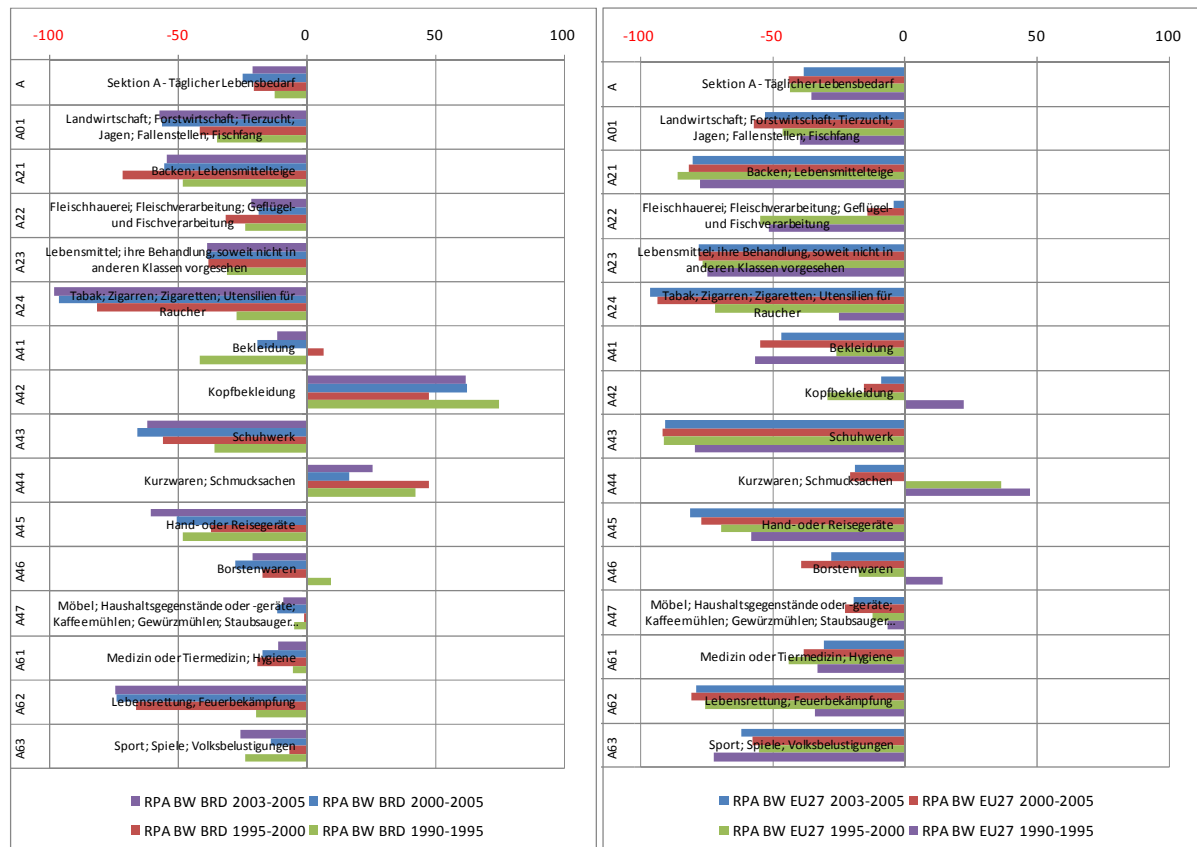 -100 -50 0 50 100
A Sektion A - Täglicher Lebensbedarf
A01 Landwirtschaft; Forstwirtschaft; Tierzucht;
Jagen; Fallenstellen; Fischfang
A21 Backen; Lebensmittelteige
A22 Fleischhauerei; Fleischverarbeitung; Geflügel-
und Fischverarbeitung
A23 Lebensmittel; ihre Behandlung, soweit nicht in
anderen Klassen vorgesehen
A24 Tabak; Zigarren; Zigaretten; Utensilien für
Raucher
A41 Bekleidung
A42 Kopfbekleidung
A43 Schuhwerk
A44 Kurzwaren; Schmucksachen
A45 Hand- oder Reisegeräte
A46 Borstenwaren
A47 Möbel; Haushaltsgegenstände oder -geräte;
Kaffeemühlen; Gewürzmühlen; Staubsauger...
A61 Medizin oder Tiermedizin; Hygiene
A62 Lebensrettung; Feuerbekämpfung
A63 Sport; Spiele; Volksbelustigungen
RPA BW BRD 2003-2005 RPA BW BRD 2000-2005
RPA BW BRD 1995-2000 RPA BW BRD 1990-1995
-100 -50 0 50 100
A Sektion A - Täglicher Lebensbedarf
A01 Landwirtschaft; Forstwirtschaft; Tierzucht;
Jagen; Fallenstellen; Fischfang
A21 Backen; Lebensmittelteige
A22 Fleischhauerei; Fleischverarbeitung; Geflügel-
und Fischverarbeitung
A23 Lebensmittel; ihre Behandlung, soweit nicht in
anderen Klassen vorgesehen
A24 Tabak; Zigarren; Zigaretten; Utensilien für
Raucher
A41 Bekleidung
A42 Kopfbekleidung
A43 Schuhwerk
A44 Kurzwaren; Schmucksachen
A45 Hand- oder Reisegeräte
A46 Borstenwaren
A47 Möbel; Haushaltsgegenstände oder -geräte;
Kaffeemühlen; Gewürzmühlen; Staubsauger...
A61 Medizin oder Tiermedizin; Hygiene
A62 Lebensrettung; Feuerbekämpfung
A63 Sport; Spiele; Volksbelustigungen
RPA BW EU27 2003-2005 RPA BW EU27 2000-2005
RPA BW EU27 1995-2000 RPA BW EU27 1990-1995